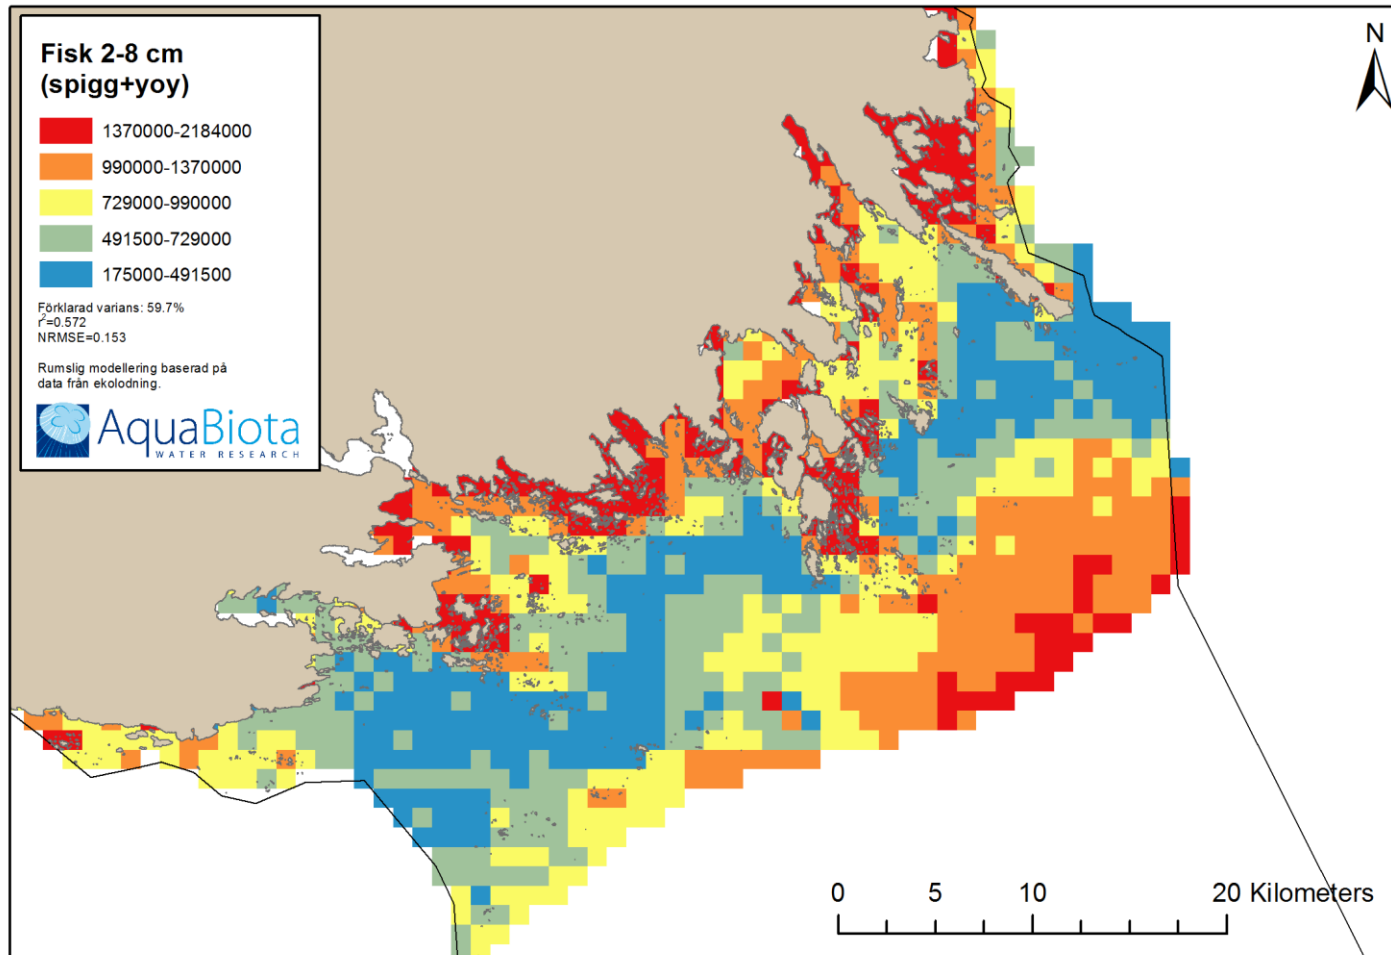 Fisk 2-8 cm
(spigg+yoy)
1370000-2184000
990000-1370000
729000-990000
491500-729000
175000-491500
Förklarad varians: 59.7%
r²=0.572
NRMSE=0.153
Rumslig modellering baserad på
data från ekolodning.
AquaBiota
WATER RESEARCH
N
0 5 10 20 Kilometers